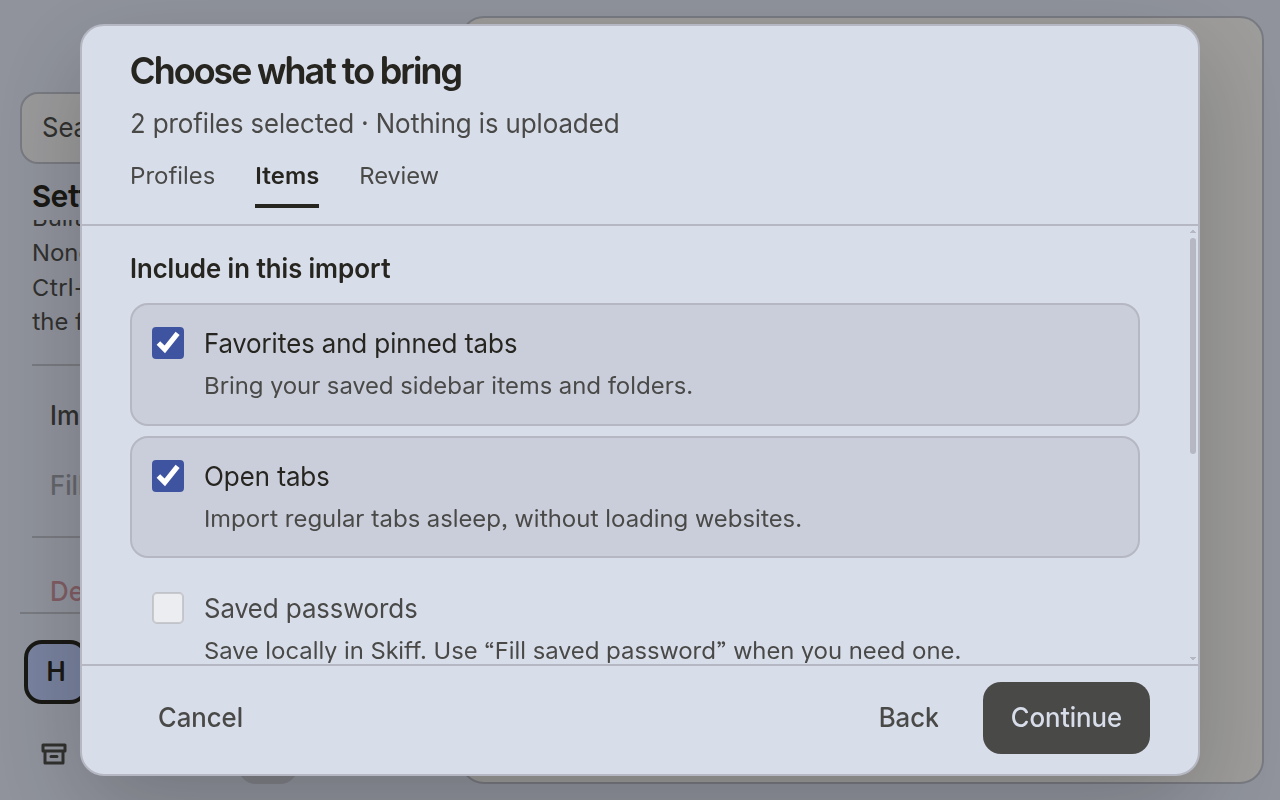 Choose what to bring
2 profiles selected · Nothing is uploaded
Profiles Items Review
Include in this import
Favorites and pinned tabs
Bring your saved sidebar items and folders.
Open tabs
Import regular tabs asleep, without loading websites.
Saved passwords
Save locally in Skiff. Use “Fill saved password” when you need one.
Cancel Back Continue
Sea
Set
Non
Ctrl-
the f
Im
Fil
De
H